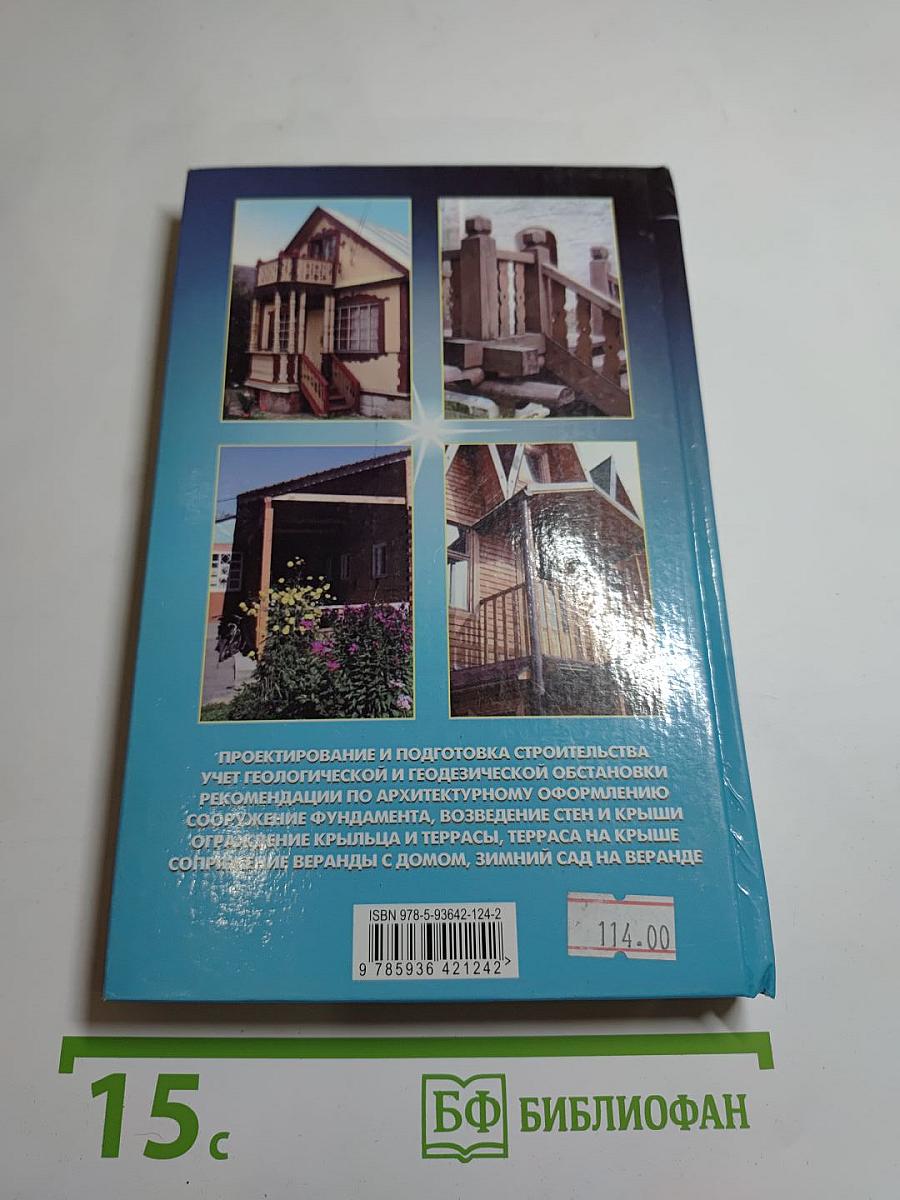 ПРОЕКТИРОВАНИЕ И ПОДГОТОВКА СТРОИТЕЛЬСТВА
УЧЕТ ГЕОЛОГИЧЕСКОЙ И ГЕОДЕЗИЧЕСКОЙ ОБСТАНОВКИ
РЕКОМЕНДАЦИИ ПО АРХИТЕКТУРНОМУ ОФОРМЛЕНИЮ
СООРУЖЕНИЕ ФУНДАМЕНТА, ВОЗВЕДЕНИЕ СТЕН И КРЫШИ
ОГРАЖДЕНИЕ КРЫЛЬЦА И ТЕРРАСЫ, ТЕРРАСА НА КРЫШЕ
СОПРЯЖЕНИЕ ВЕРАНДЫ С ДОМОМ, ЗИМНИЙ САД НА ВЕРАНДЕ
ISBN 978-5-93642-124-2
9 785936 421242
114.00
15 с
БФ БИБЛИОФАН